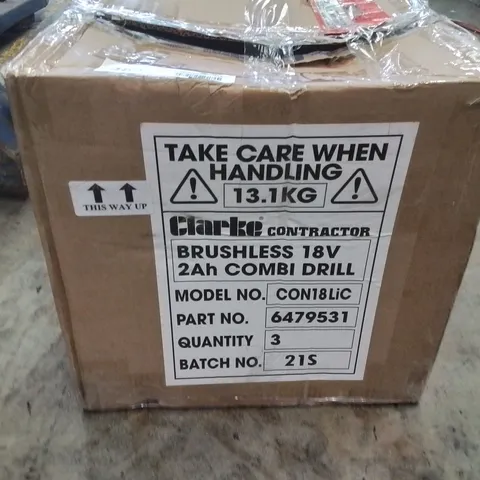 TAKE CARE WHEN
HANDLING
13.1KG
THIS WAY UP
Clarke CONTRACTOR
BRUSHLESS 18V
2Ah COMBI DRILL
MODEL NO. CON18LiC
PART NO. 6479531
QUANTITY 3
BATCH NO. 21S